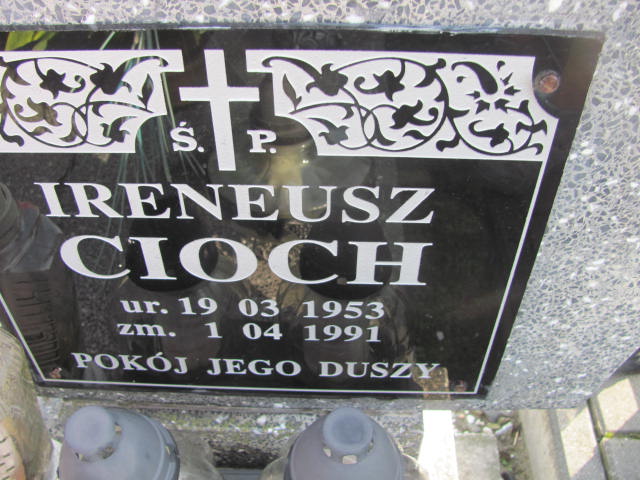 Ś. P.
IRENEUSZ
CIOCH
ur. 19 03 1953
zm. 1 04 1991
POKÓJ JEGO DUSZY